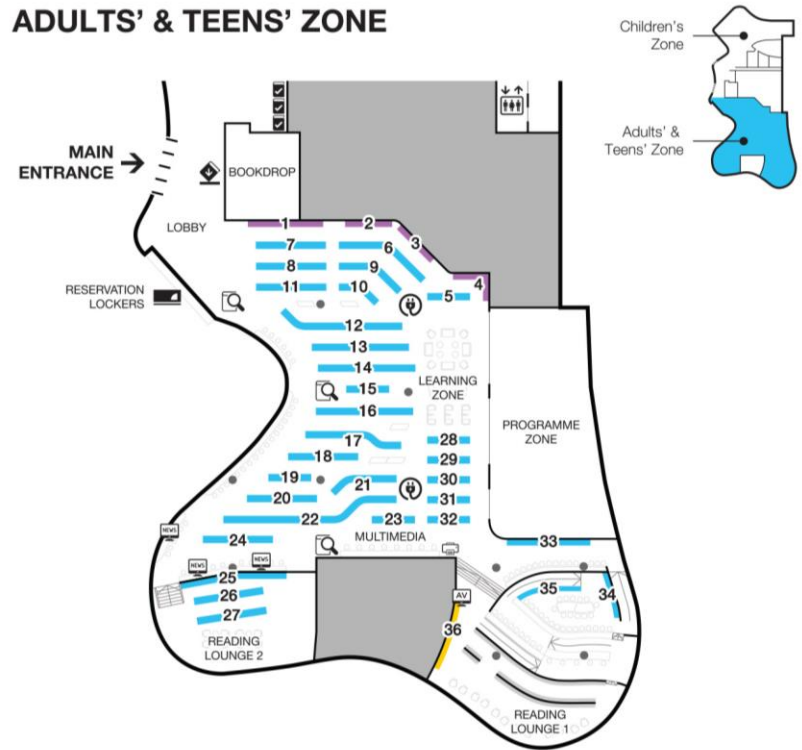 ADULTS' & TEENS' ZONE
Children's
Zone
Adults' &
Teens' Zone
MAIN
ENTRANCE
BOOKDROP
LOBBY
RESERVATION
LOCKERS
1
2
3
4
5
6
7
8
9
10
11
12
13
14
15
16
LEARNING
ZONE
PROGRAMME
ZONE
17
18
19
20
21
22
23
24
28
29
30
31
32
MULTIMEDIA
NEWS
NEWS
NEWS
33
25
26
27
READING
LOUNGE 2
AV
34
35
36
READING
LOUNGE 1